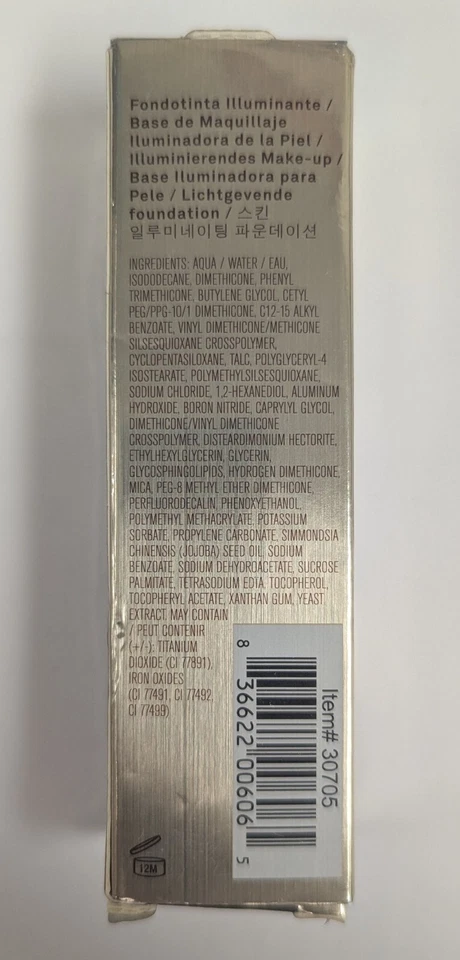 Fondotinta Illuminante /
Base de Maquillaje
Iluminadora de la Piel /
Illuminierendes Make-up /
Base Iluminadora para
Pele / Lichtgevende
foundation / 스킨
일루미네이팅 파운데이션
INGREDIENTS: AQUA / WATER / EAU,
ISODODECANE, DIMETHICONE, PHENYL
TRIMETHICONE, BUTYLENE GLYCOL, CETYL
PEG/PPG-10/1 DIMETHICONE, C12-15 ALKYL
BENZOATE, VINYL DIMETHICONE/METHICONE
SILSESQUIOXANE CROSSPOLYMER,
CYCLOPENTASILOXANE, TALC, POLYGLYCERYL-4
ISOSTEARATE, POLYMETHYLSILSESQUIOXANE,
SODIUM CHLORIDE, 1,2-HEXANEDIOL, ALUMINUM
HYDROXIDE, BORON NITRIDE, CAPRYLYL GLYCOL,
DIMETHICONE/VINYL DIMETHICONE
CROSSPOLYMER, DISTEARDIMONIUM HECTORITE,
ETHYLHEXYLGLYCERIN, GLYCERIN,
GLYCOSPHINGOLIPIDS, HYDROGEN DIMETHICONE,
MICA, PEG-8 METHYL ETHER DIMETHICONE,
PERFLUORODECALIN, PHENOXYETHANOL,
POLYMETHYL METHACRYLATE, POTASSIUM
SORBATE, PROPYLENE CARBONATE, SIMMONDSIA
CHINENSIS (JOJOBA) SEED OIL, SODIUM
BENZOATE, SODIUM DEHYDROACETATE, SUCROSE
PALMITATE, TETRASODIUM EDTA, TOCOPHEROL,
TOCOPHERYL ACETATE, XANTHAN GUM, YEAST
EXTRACT. MAY CONTAIN
/ PEUT CONTENIR
(+/-): TITANIUM
DIOXIDE (CI 77891),
IRON OXIDES
(CI 77491, CI 77492,
CI 77499)
Item# 30705
8 36622 00606 5
12M